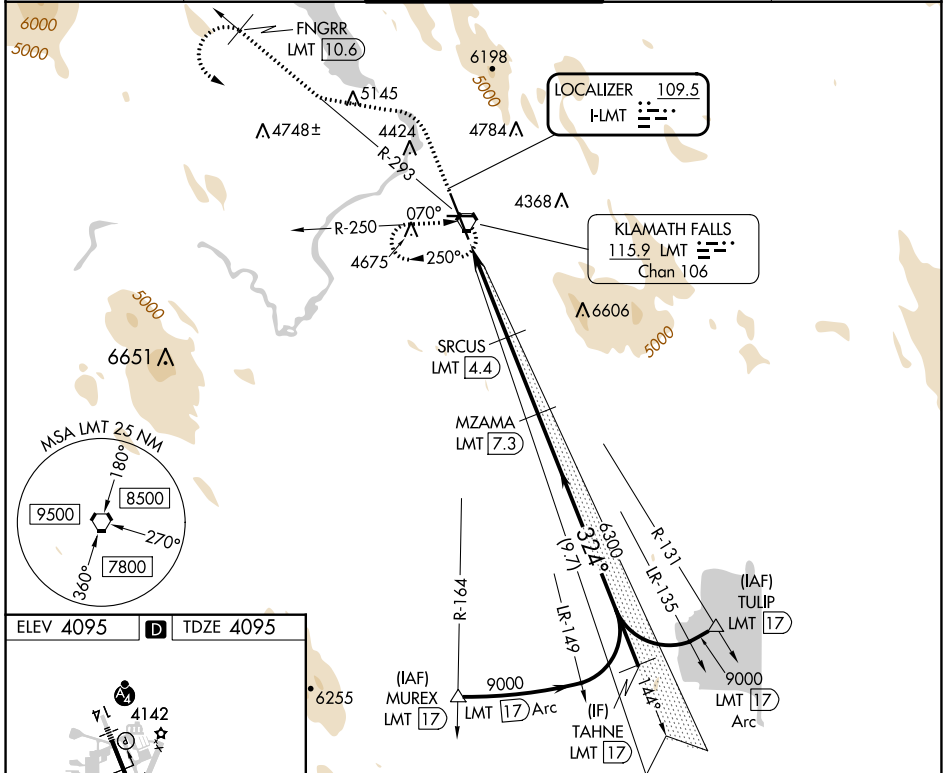 6000
5000
FNGRR
LMT 10.6
6198
5000
LOCALIZER 109.5
I-LMT
5145
4748±
4424
4784
R-293
4368
070°
R-250
4675
250°
KLAMATH FALLS
115.9 LMT
Chan 106
5000
6606
5000
6651
SRCUS
LMT 4.4
MZAMA
LMT 7.3
MSA LMT 25 NM
180°
8500
9500
270°
7800
360°
324°
6300
(9.7)
R-131
LR-135
R-164
LR-149
(IAF)
TULIP
LMT 17
9000
LMT 17
Arc
(IAF)
MUREX
LMT 17
9000
LMT 17 Arc
144°
(IF)
TAHNE
LMT 17
6255
ELEV 4095 D TDZE 4095
A4
4142
14
P